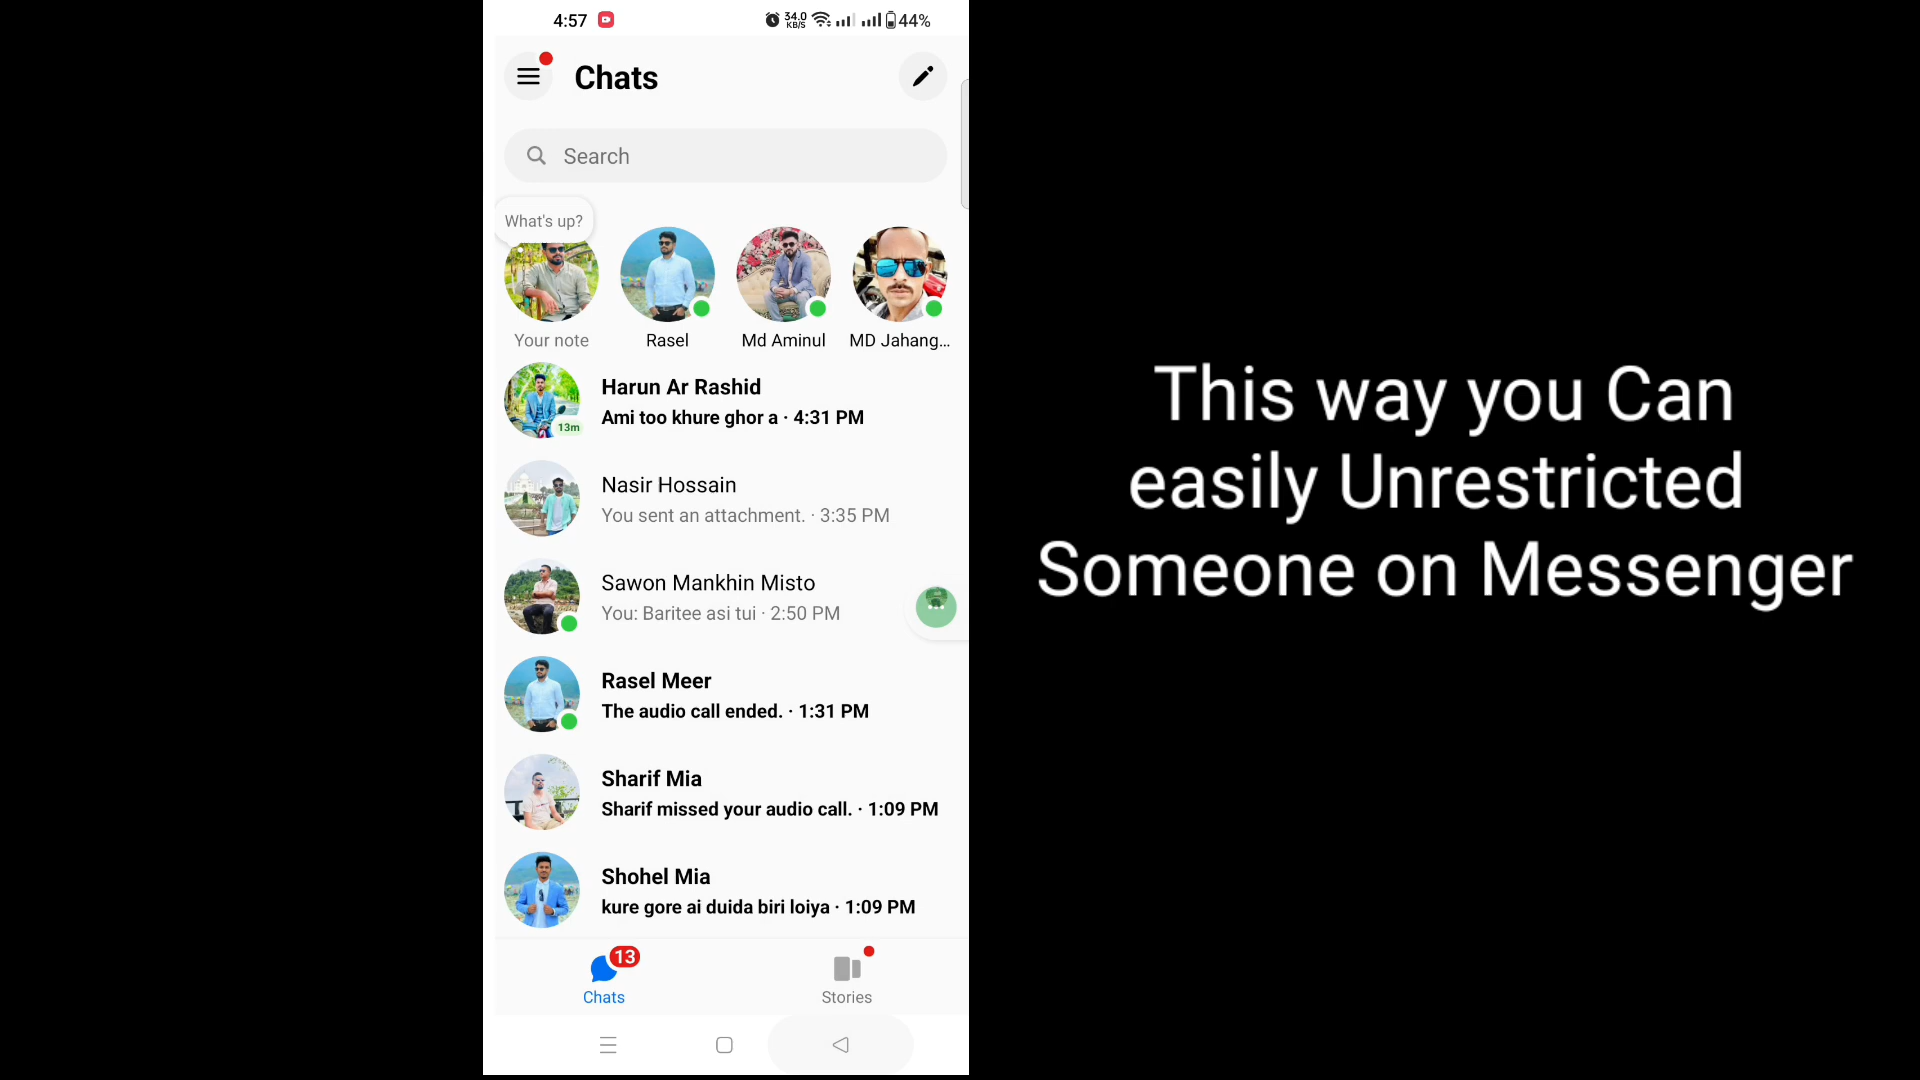 4:57
34.0
KB/S
44%
Chats
Search
What's up?
Your note
Rasel
Md Aminul
MD Jahang...
Harun Ar Rashid
Ami too khure ghor a · 4:31 PM
13m
Nasir Hossain
You sent an attachment. · 3:35 PM
Sawon Mankhin Misto
You: Baritee asi tui · 2:50 PM
Rasel Meer
The audio call ended. · 1:31 PM
Sharif Mia
Sharif missed your audio call. · 1:09 PM
Shohel Mia
kure gore ai duida biri loiya · 1:09 PM
13
Chats
Stories
This way you Can
easily Unrestricted
Someone on Messenger